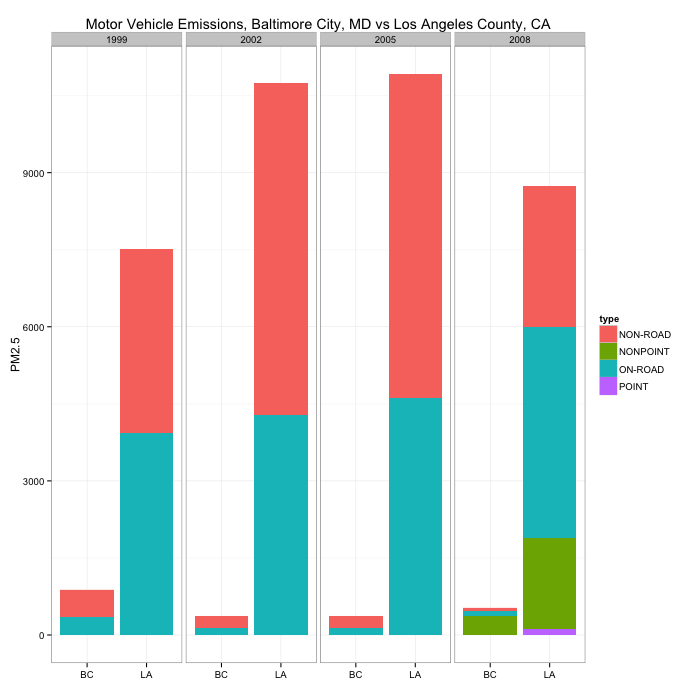 Motor Vehicle Emissions, Baltimore City, MD vs Los Angeles County, CA
1999 2002 2005 2008
9000
6000
3000
0
PM2.5
BC LA BC LA BC LA BC LA
type
NON-ROAD
NONPOINT
ON-ROAD
POINT